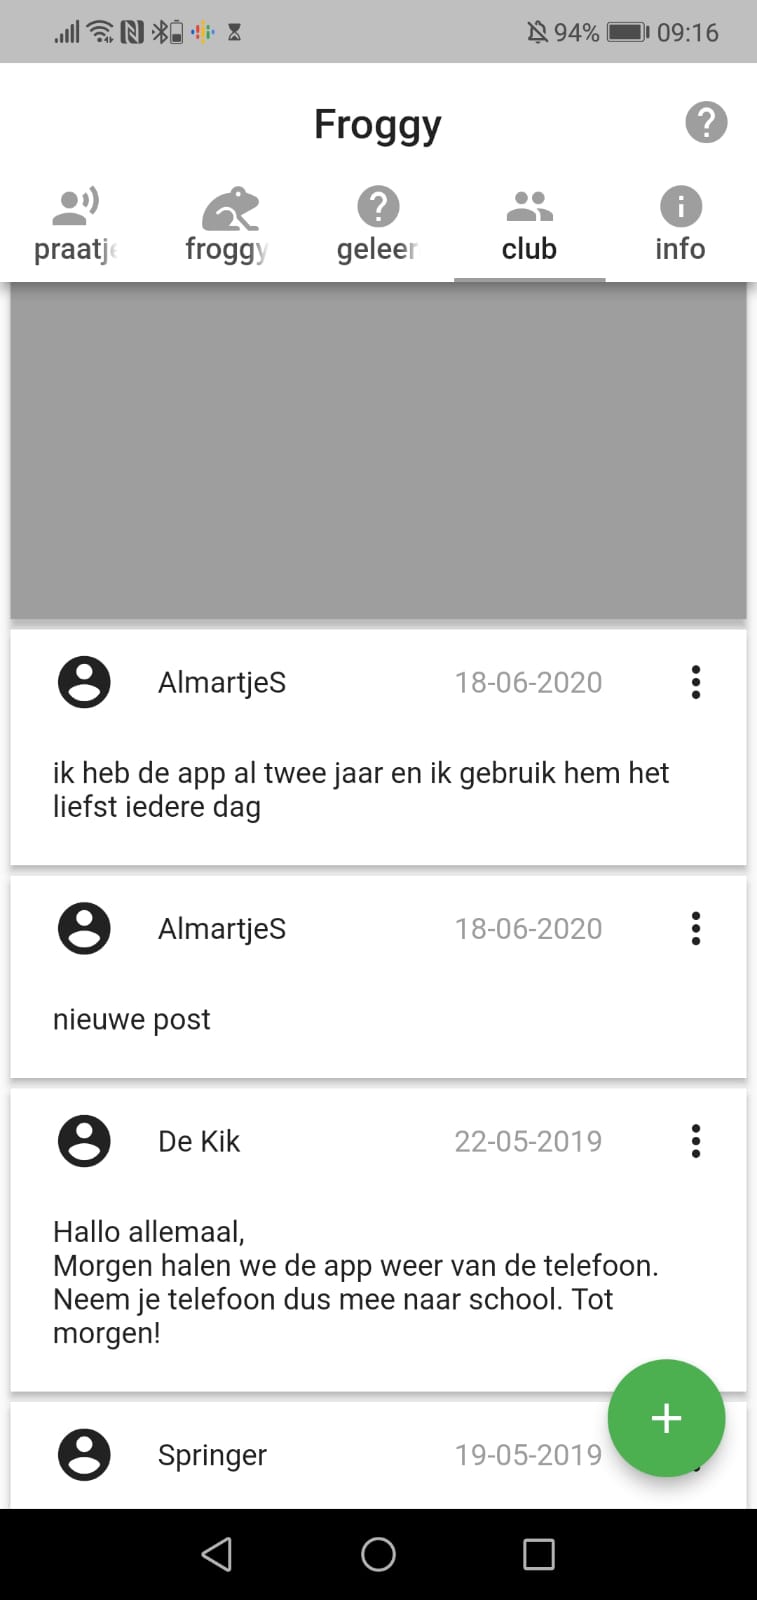 94% 09:16
Froggy
praatje
froggy
geleer
club
info
AlmartjeS 18-06-2020
ik heb de app al twee jaar en ik gebruik hem het
liefst iedere dag
AlmartjeS 18-06-2020
nieuwe post
De Kik 22-05-2019
Hallo allemaal,
Morgen halen we de app weer van de telefoon.
Neem je telefoon dus mee naar school. Tot
morgen!
Springer 19-05-2019